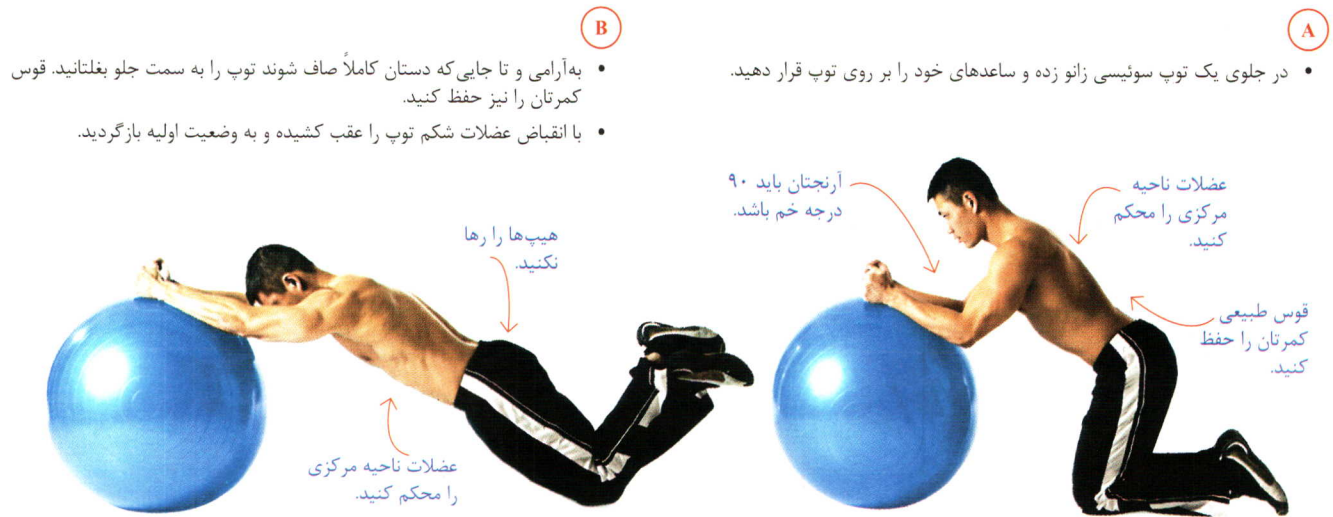 A
• در جلوی یک توپ سوئیسی زانو زده و ساعدهای خود را بر روی توپ قرار دهید.
عضلات ناحیه
مرکزی را محکم
کنید.
آرنجتان باید ۹۰
درجه خم باشد.
قوس طبیعی
کمرتان را حفظ
کنید.
B
• به‌آرامی و تا جایی‌که دستان کاملاً صاف شوند توپ را به سمت جلو بغلتانید. قوس
کمرتان را نیز حفظ کنید.
• با انقباض عضلات شکم توپ را عقب کشیده و به وضعیت اولیه بازگردید.
هیپ‌ها را رها
نکنید.
عضلات ناحیه مرکزی
را محکم کنید.